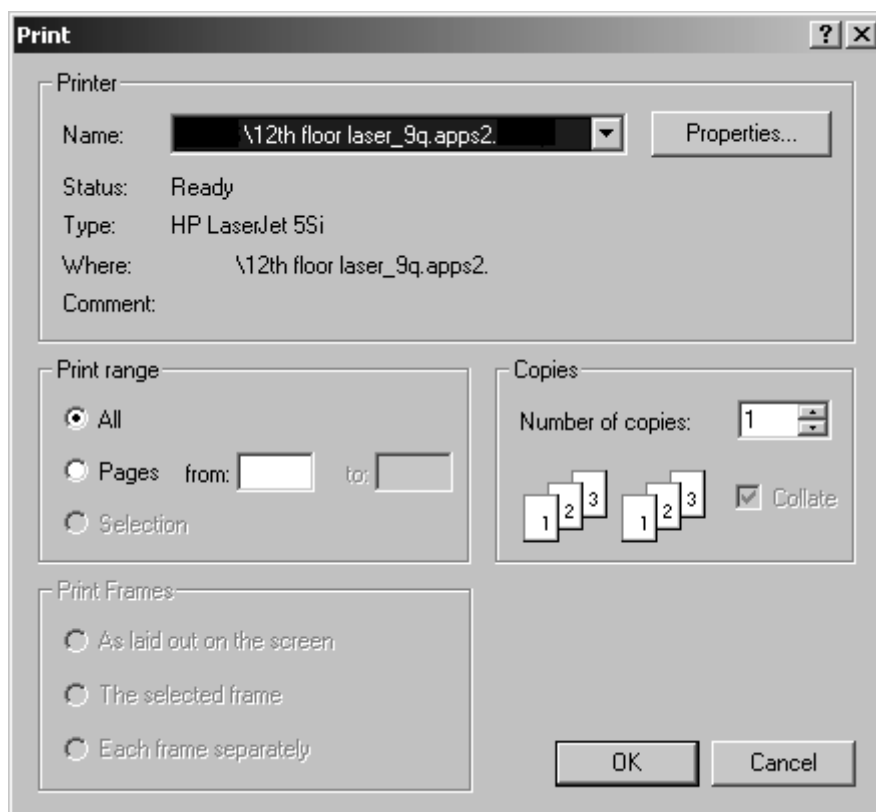 Print
Printer
Name: \12th floor laser_9q.apps2. Properties...
Status: Ready
Type: HP LaserJet 5Si
Where: \12th floor laser_9q.apps2.
Comment:
Print range
All
Pages from: to:
Selection
Copies
Number of copies: 1
1 2 3 1 2 3 Collate
Print Frames
As laid out on the screen
The selected frame
Each frame separately
OK Cancel